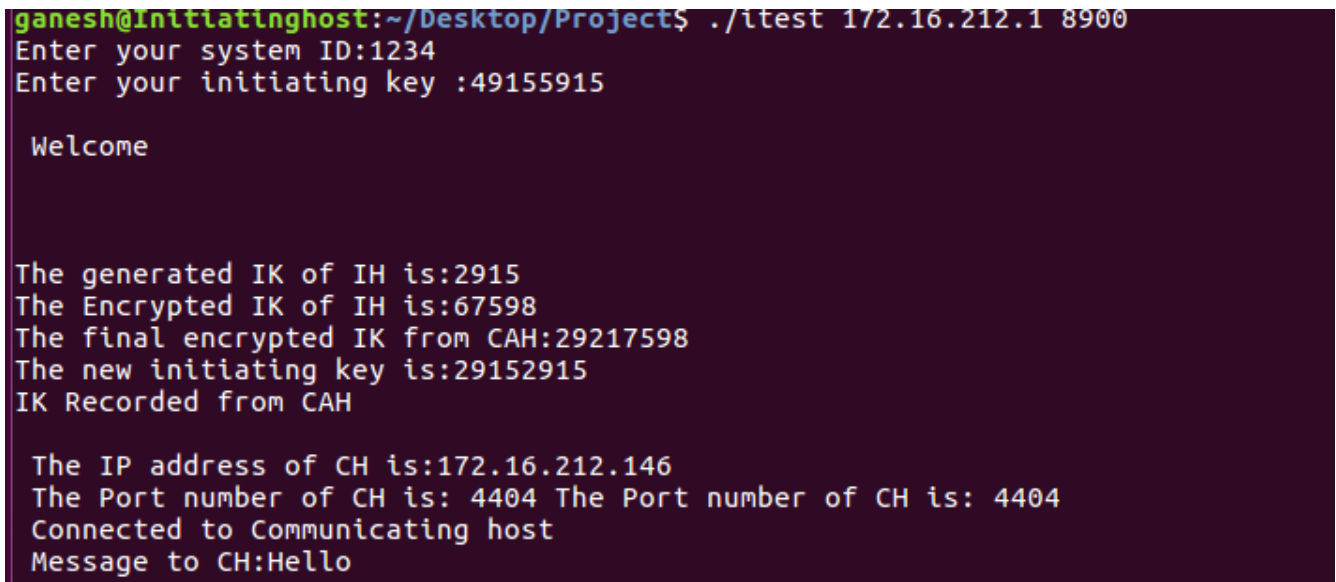 ganesh@Initiatinghost:~/Desktop/Project$ ./itest 172.16.212.1 8900
Enter your system ID:1234
Enter your initiating key :49155915
Welcome
The generated IK of IH is:2915
The Encrypted IK of IH is:67598
The final encrypted IK from CAH:29217598
The new initiating key is:29152915
IK Recorded from CAH
The IP address of CH is:172.16.212.146
The Port number of CH is: 4404 The Port number of CH is: 4404
Connected to Communicating host
Message to CH:Hello